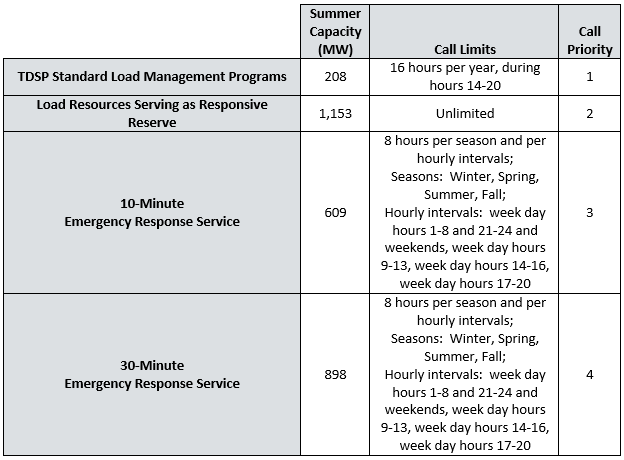 Summer
Capacity
(MW)
Call Limits
Call
Priority
TDSP Standard Load Management Programs
208
16 hours per year, during
hours 14-20
1
Load Resources Serving as Responsive
Reserve
1,153
Unlimited
2
10-Minute
Emergency Response Service
609
8 hours per season and per
hourly intervals;
Seasons: Winter, Spring,
Summer, Fall;
Hourly intervals: week day
hours 1-8 and 21-24 and
weekends, week day hours
9-13, week day hours 14-16,
week day hours 17-20
3
30-Minute
Emergency Response Service
898
8 hours per season and per
hourly intervals;
Seasons: Winter, Spring,
Summer, Fall;
Hourly intervals: week day
hours 1-8 and 21-24 and
weekends, week day hours
9-13, week day hours 14-16,
week day hours 17-20
4